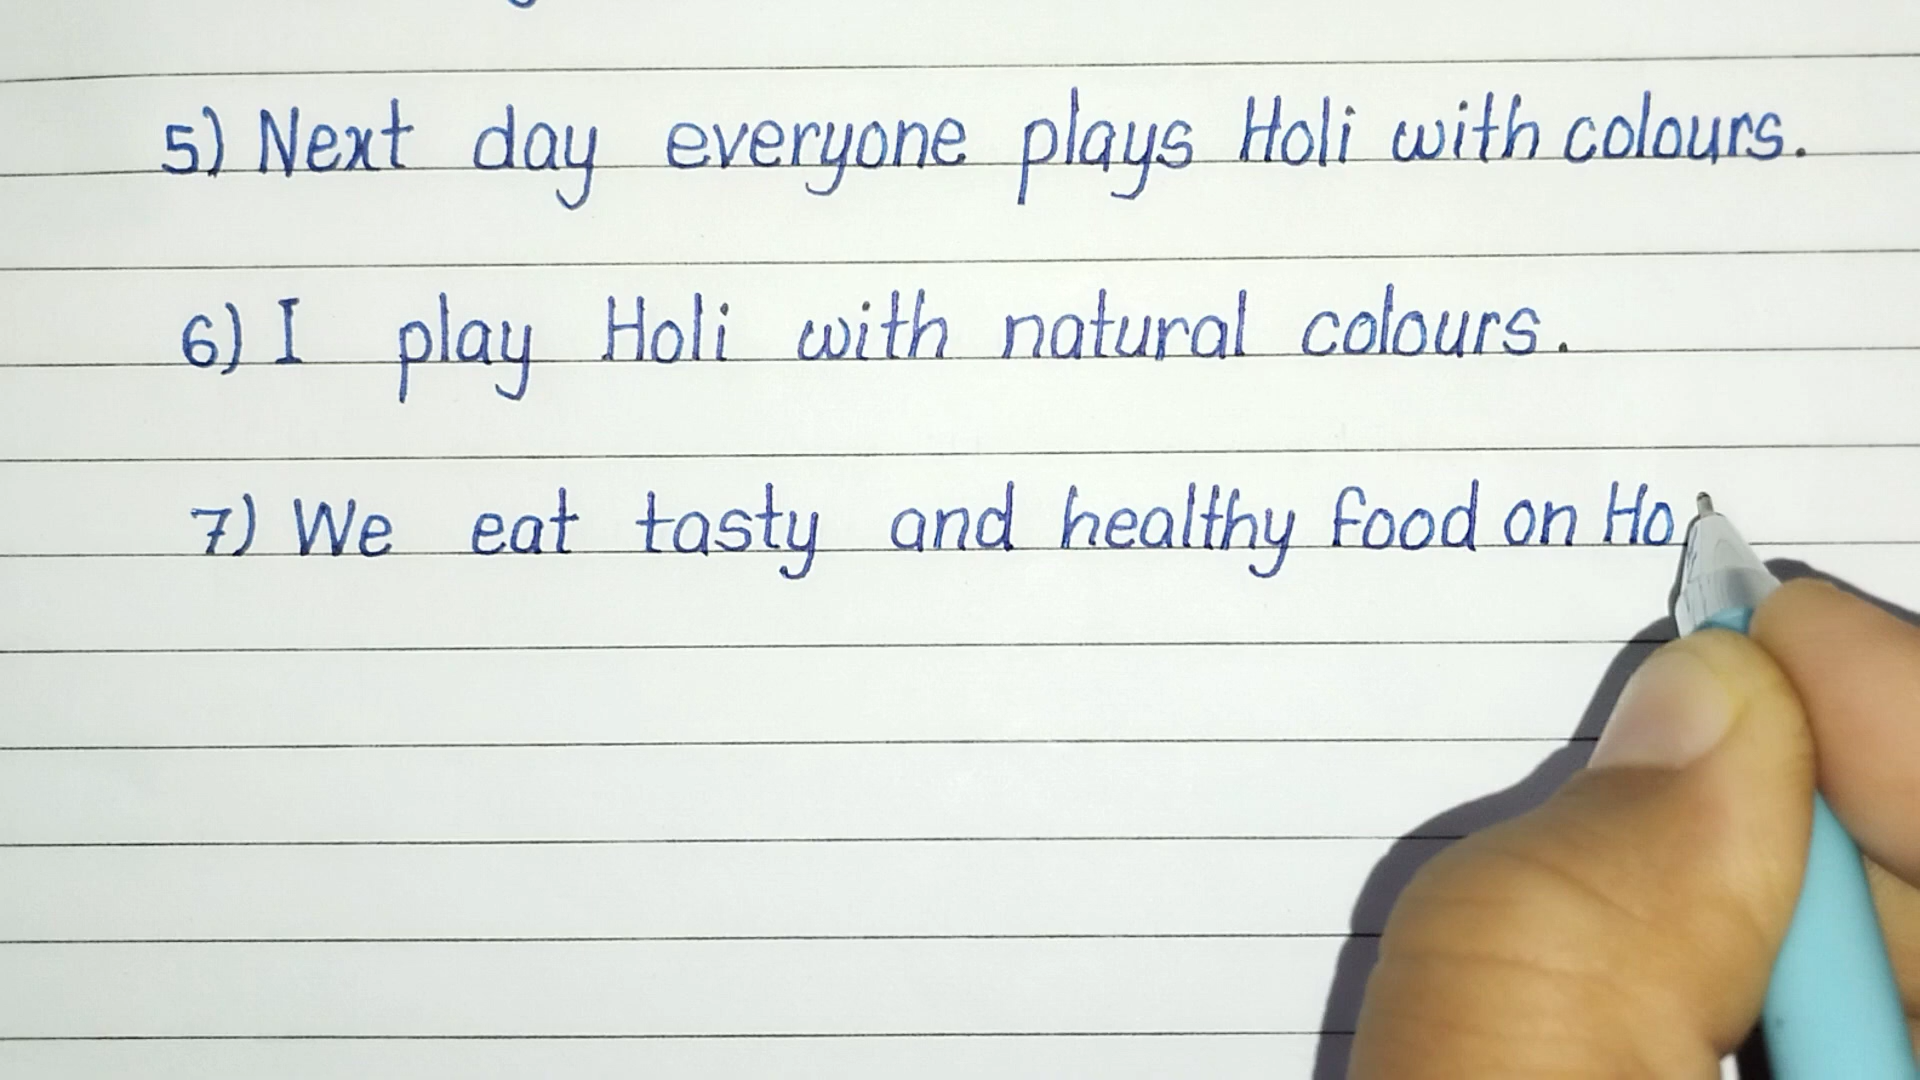 5) Next day everyone plays Holi with colours.
6) I play Holi with natural colours.
7) We eat tasty and healthy food on Ho